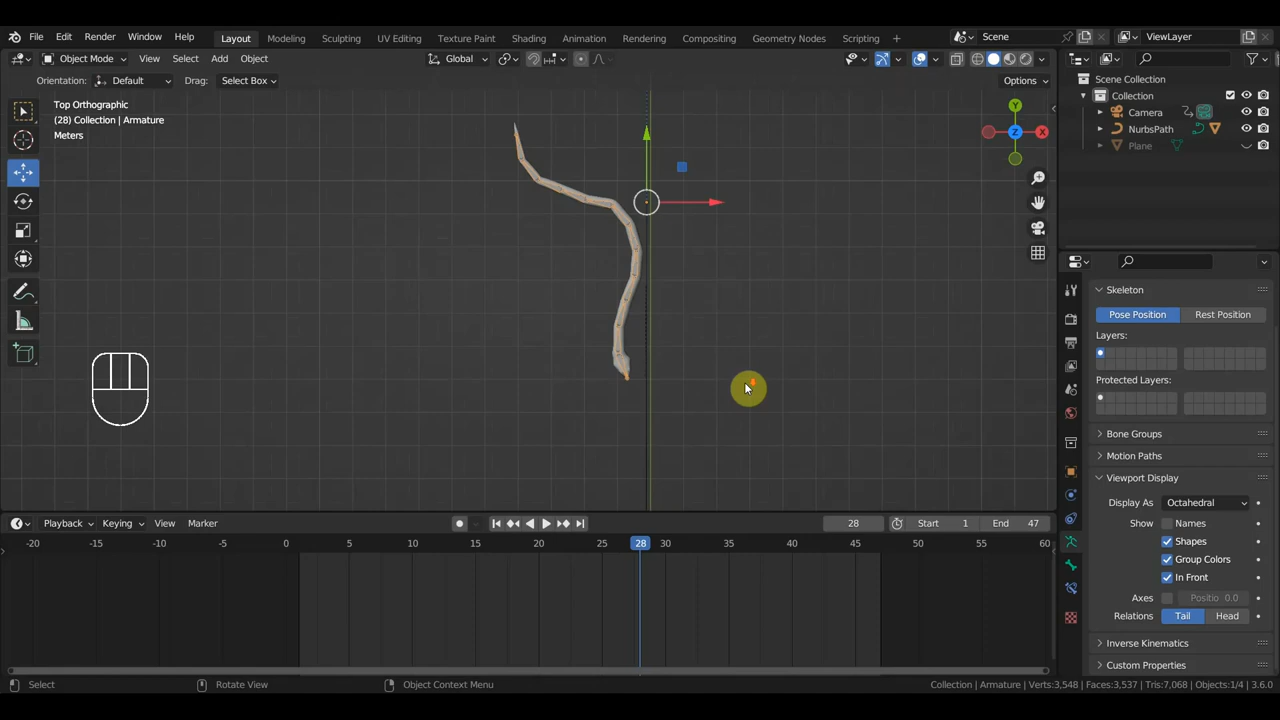 File Edit Render Window Help Layout Modeling Sculpting UV Editing Texture Paint Shading Animation Rendering Compositing Geometry Nodes Scripting + Scene ViewLayer
Object Mode View Select Add Object Global Options
Orientation: Default Drag: Select Box
Top Orthographic
(28) Collection | Armature
Meters
Y
Z
X
Scene Collection
Collection
Camera
NurbsPath
Plane
Skeleton
Pose Position Rest Position
Layers:
Protected Layers:
Bone Groups
Motion Paths
Viewport Display
Display As Octahedral
Show Names
Shapes
Group Colors
In Front
Axes Positio 0.0
Relations Tail Head
Inverse Kinematics
Custom Properties
Playback Keying View Marker 28 Start 1 End 47
-20 -15 -10 -5 0 5 10 15 20 25 28 30 35 40 45 50 55 60
Select Rotate View Object Context Menu Collection | Armature | Verts:3,548 | Faces:3,537 | Tris:7,068 | Objects:1/4 | 3.6.0